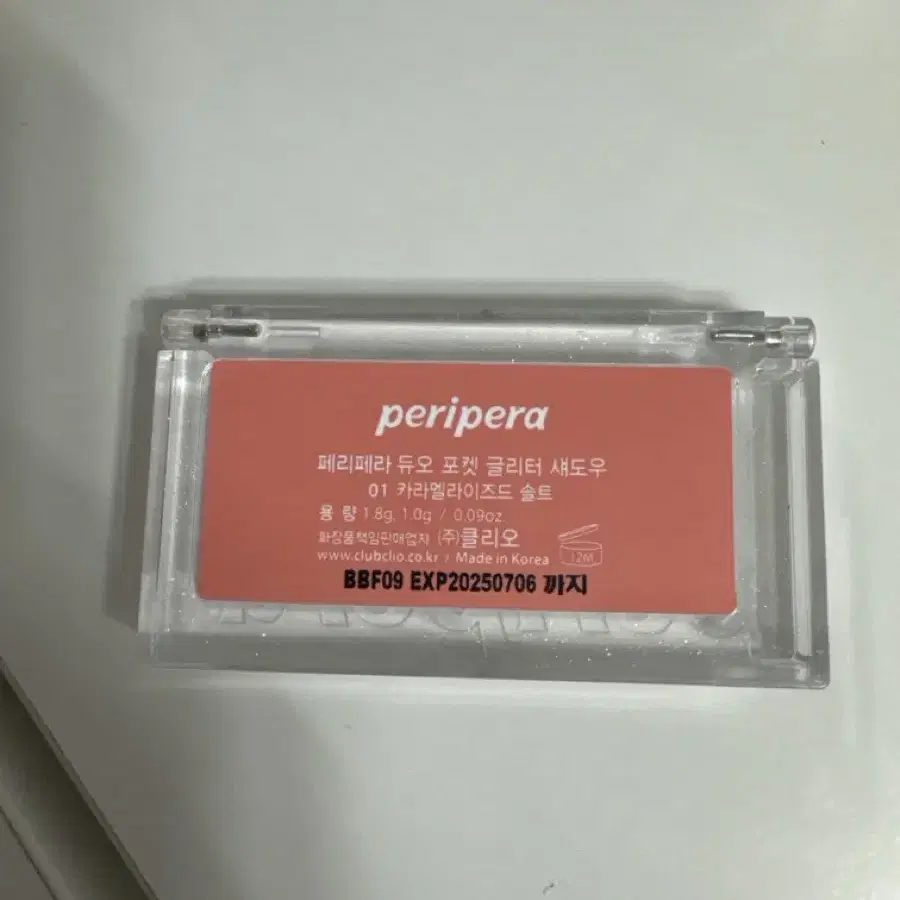 peripera
페리페라 듀오 포켓 글리터 섀도우
01 카라멜라이즈드 솔트
용 량 1.8g, 1.0g / 0.09oz.
화장품책임판매업자 (주)클리오
www.clubclio.co.kr / Made in Korea
12M
BBF09 EXP20250706 까지